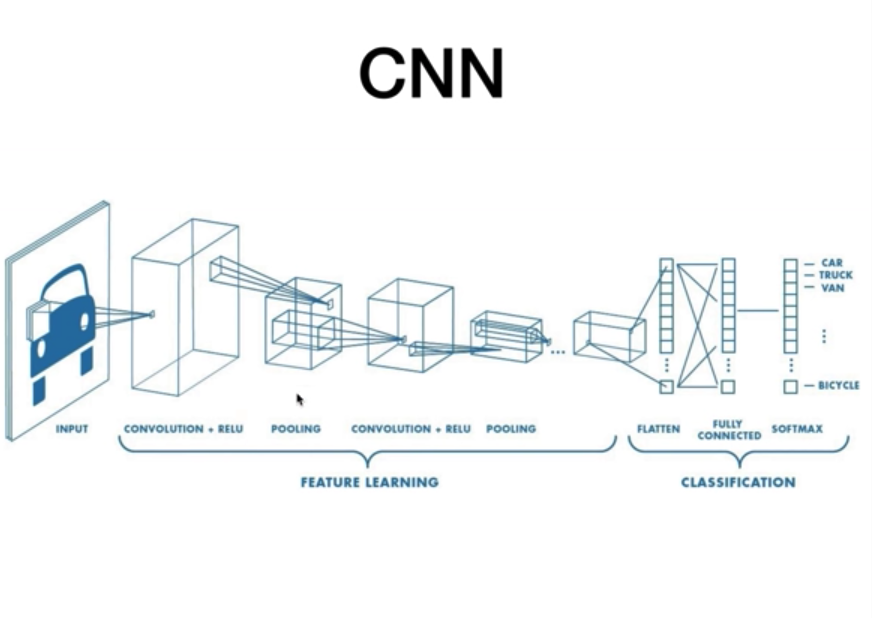 CNN
CAR
TRUCK
VAN
BICYCLE
INPUT
CONVOLUTION + RELU
POOLING
CONVOLUTION + RELU
POOLING
FLATTEN
FULLY
CONNECTED
SOFTMAX
FEATURE LEARNING
CLASSIFICATION